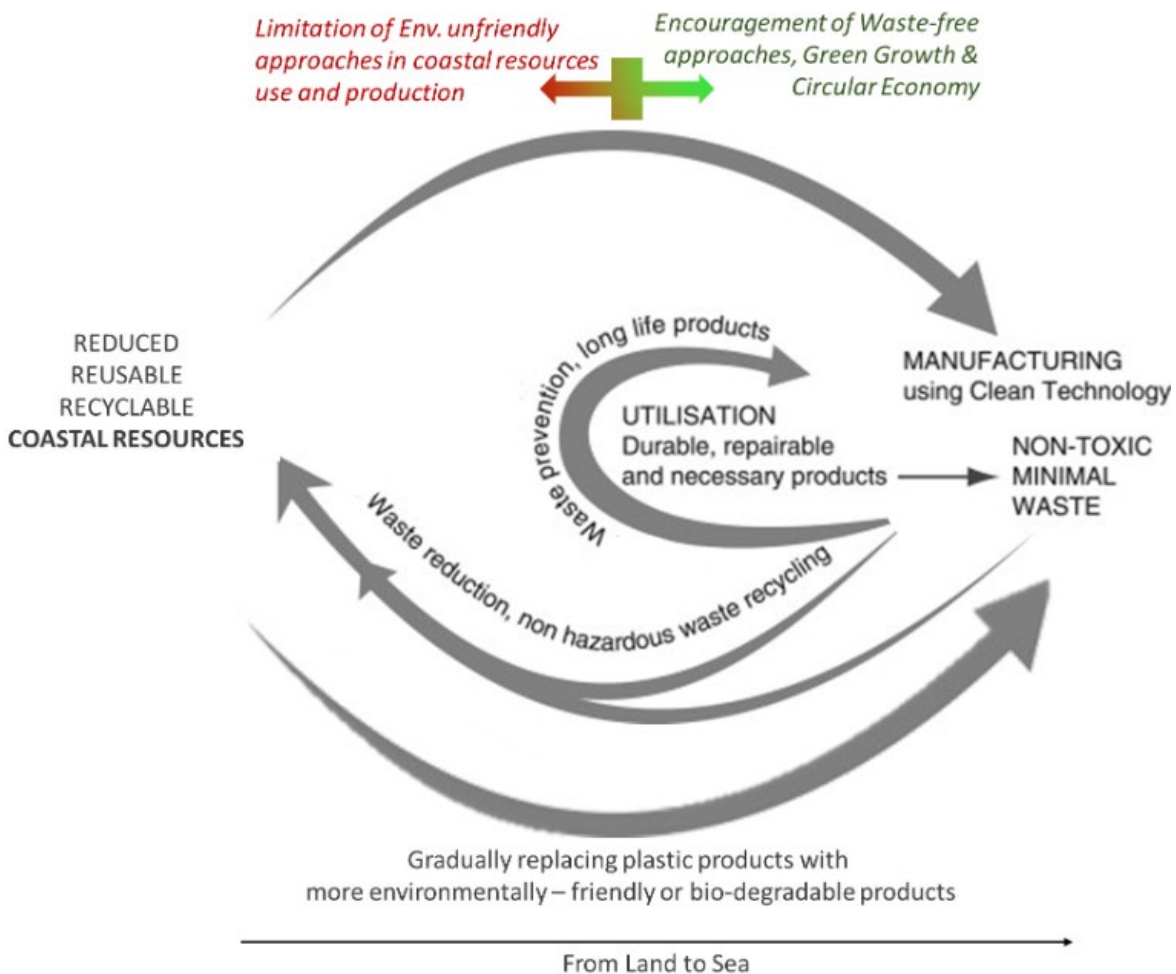 Limitation of Env. unfriendly
approaches in coastal resources
use and production
Encouragement of Waste-free
approaches, Green Growth &
Circular Economy
REDUCED
REUSABLE
RECYCLABLE
COASTAL RESOURCES
Waste prevention, long life products
UTILISATION
Durable, repairable
and necessary products
MANUFACTURING
using Clean Technology
NON-TOXIC
MINIMAL
WASTE
Waste reduction, non hazardous waste recycling
Gradually replacing plastic products with
more environmentally – friendly or bio-degradable products
From Land to Sea